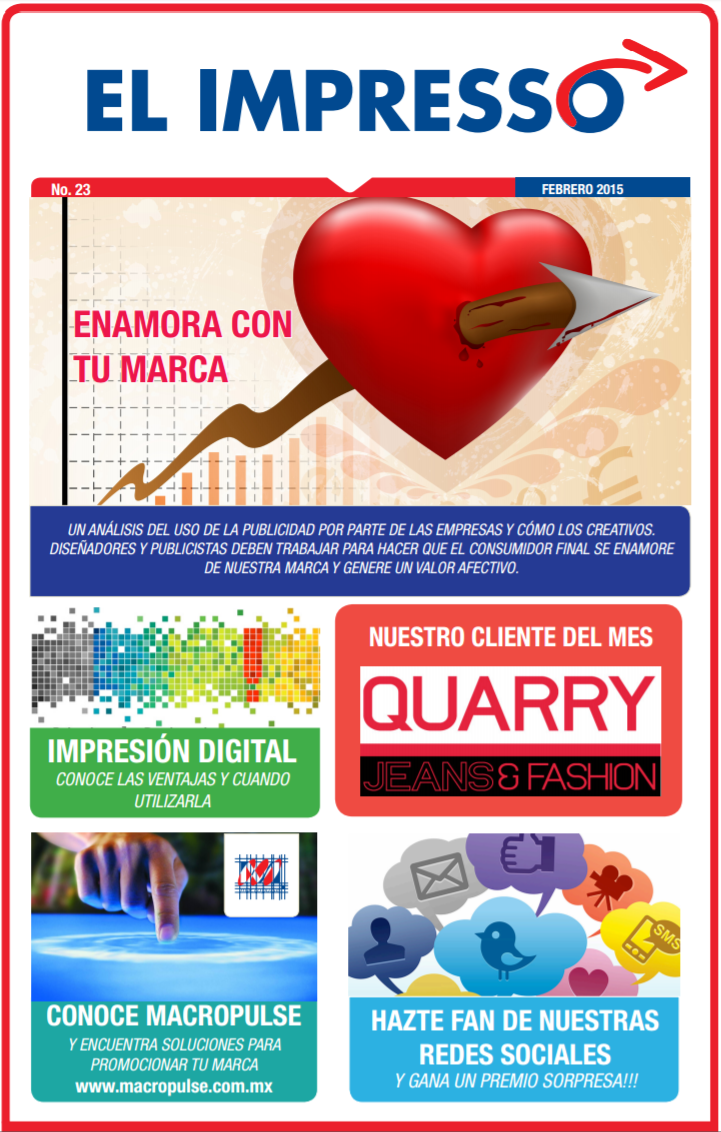 EL IMPRESSO
No. 23
FEBRERO 2015
ENAMORA CON
TU MARCA
UN ANÁLISIS DEL USO DE LA PUBLICIDAD POR PARTE DE LAS EMPRESAS Y CÓMO LOS CREATIVOS.
DISEÑADORES Y PUBLICISTAS DEBEN TRABAJAR PARA HACER QUE EL CONSUMIDOR FINAL SE ENAMORE
DE NUESTRA MARCA Y GENERE UN VALOR AFECTIVO.
IMPRESIÓN DIGITAL
CONOCE LAS VENTAJAS Y CUANDO
UTILIZARLA
NUESTRO CLIENTE DEL MES
QUARRY
JEANS & FASHION
CONOCE MACROPULSE
Y ENCUENTRA SOLUCIONES PARA
PROMOCIONAR TU MARCA
www.macropulse.com.mx
SMS
HAZTE FAN DE NUESTRAS
REDES SOCIALES
Y GANA UN PREMIO SORPRESA!!!